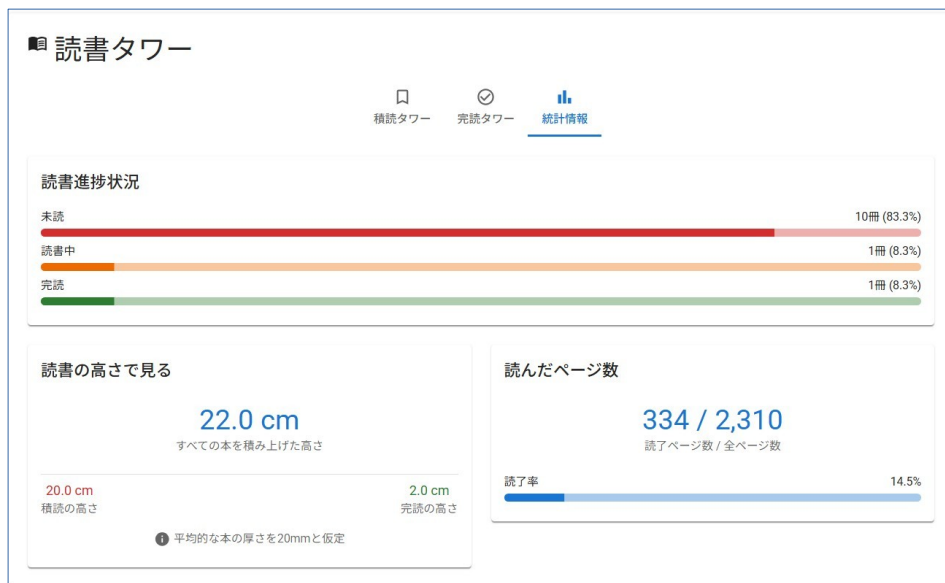 読書タワー
積読タワー 完読タワー 統計情報
読書進捗状況
未読 10冊 (83.3%)
読書中 1冊 (8.3%)
完読 1冊 (8.3%)
読書の高さで見る
22.0 cm
すべての本を積み上げた高さ
20.0 cm 2.0 cm
積読の高さ 完読の高さ
平均的な本の厚さを20mmと仮定
読んだページ数
334 / 2,310
読了ページ数 / 全ページ数
読了率 14.5%